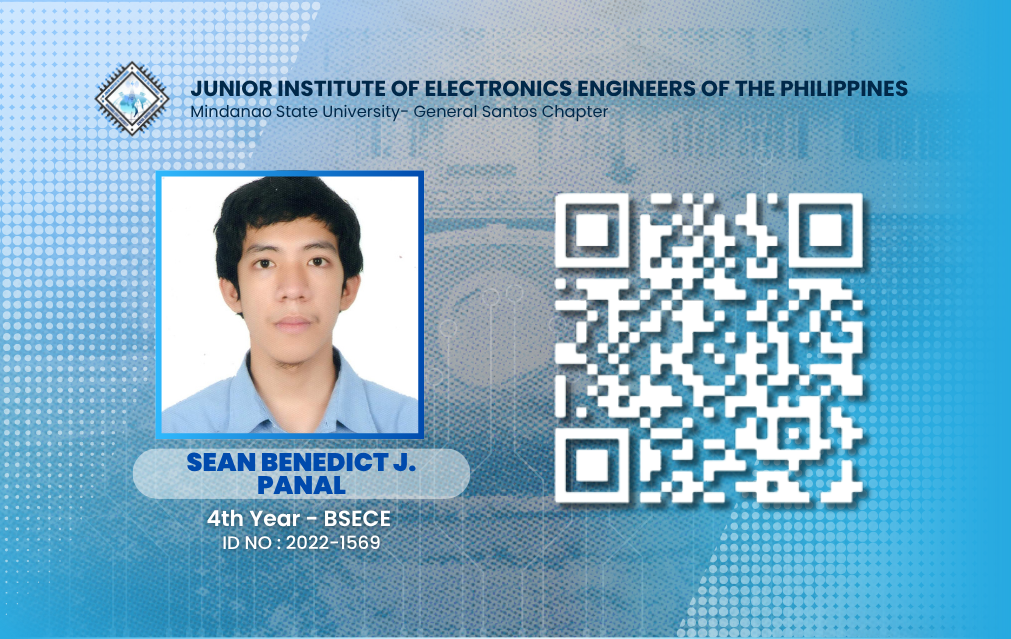 JUNIOR INSTITUTE OF ELECTRONICS ENGINEERS OF THE PHILIPPINES
Mindanao State University- General Santos Chapter
SEAN BENEDICT J.
PANAL
4th Year - BSECE
ID NO : 2022-1569